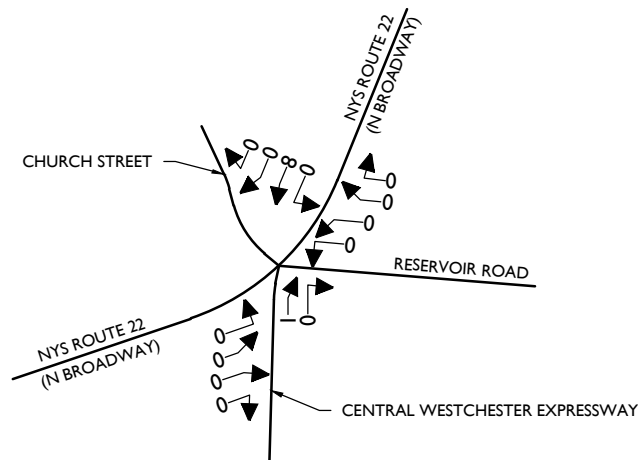 NYS ROUTE 22
(N BROADWAY)
CHURCH STREET
0
0
8
0
0
0
0
0
RESERVOIR ROAD
1
0
NYS ROUTE 22
(N BROADWAY)
0
0
0
0
CENTRAL WESTCHESTER EXPRESSWAY